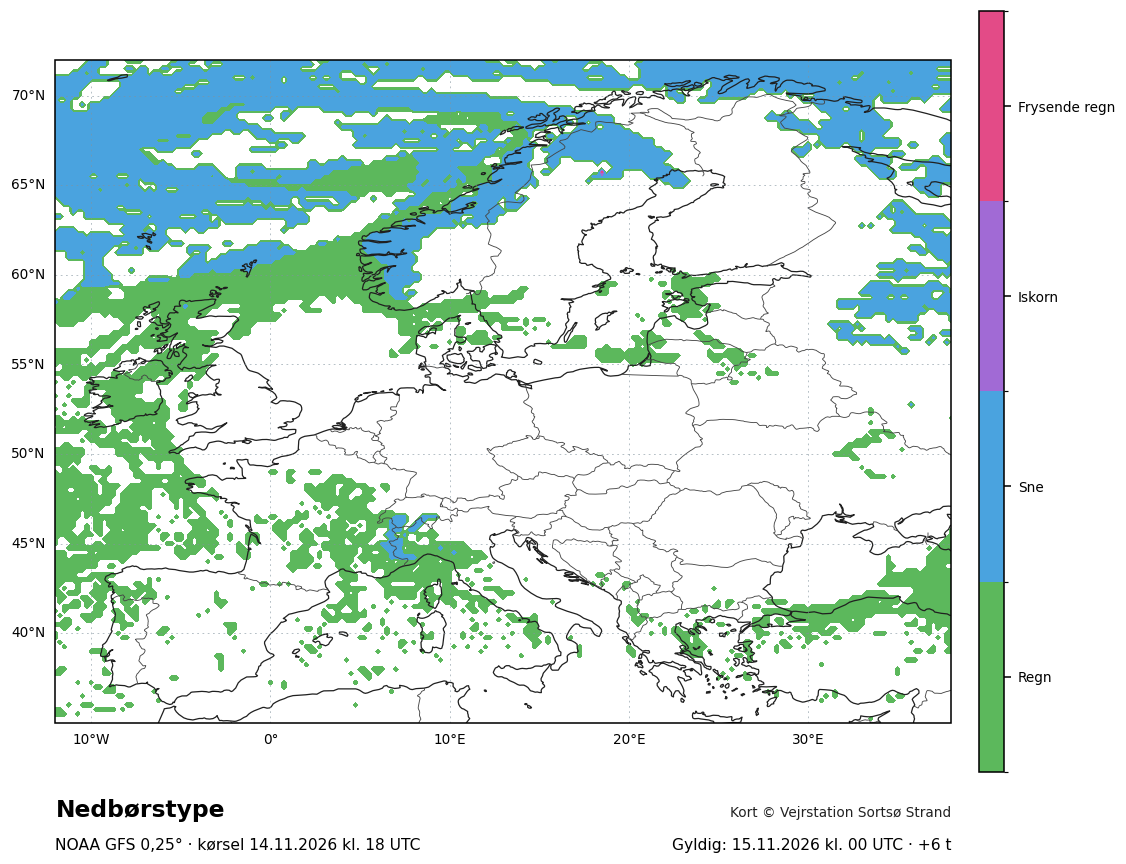 70°N
65°N
60°N
55°N
50°N
45°N
40°N
10°W
0°
10°E
20°E
30°E
Frysende regn
Iskorn
Sne
Regn
Nedbørstype
Kort © Vejrstation Sortsø Strand
NOAA GFS 0,25° · kørsel 14.11.2026 kl. 18 UTC
Gyldig: 15.11.2026 kl. 00 UTC · +6 t